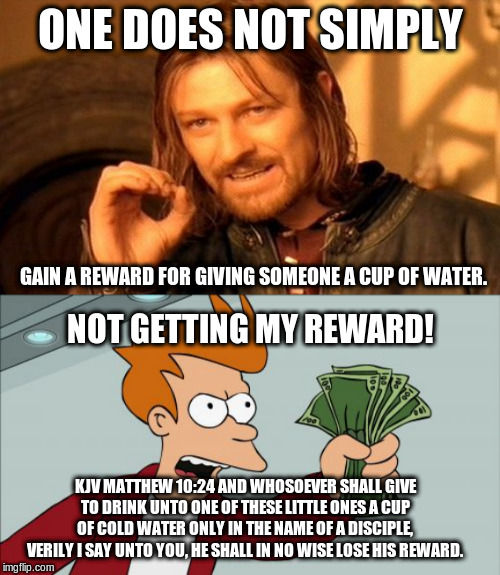 ONE DOES NOT SIMPLY
GAIN A REWARD FOR GIVING SOMEONE A CUP OF WATER.
NOT GETTING MY REWARD!
KJV MATTHEW 10:24 AND WHOSOEVER SHALL GIVE
TO DRINK UNTO ONE OF THESE LITTLE ONES A CUP
OF COLD WATER ONLY IN THE NAME OF A DISCIPLE,
VERILY I SAY UNTO YOU, HE SHALL IN NO WISE LOSE HIS REWARD.
imgflip.com